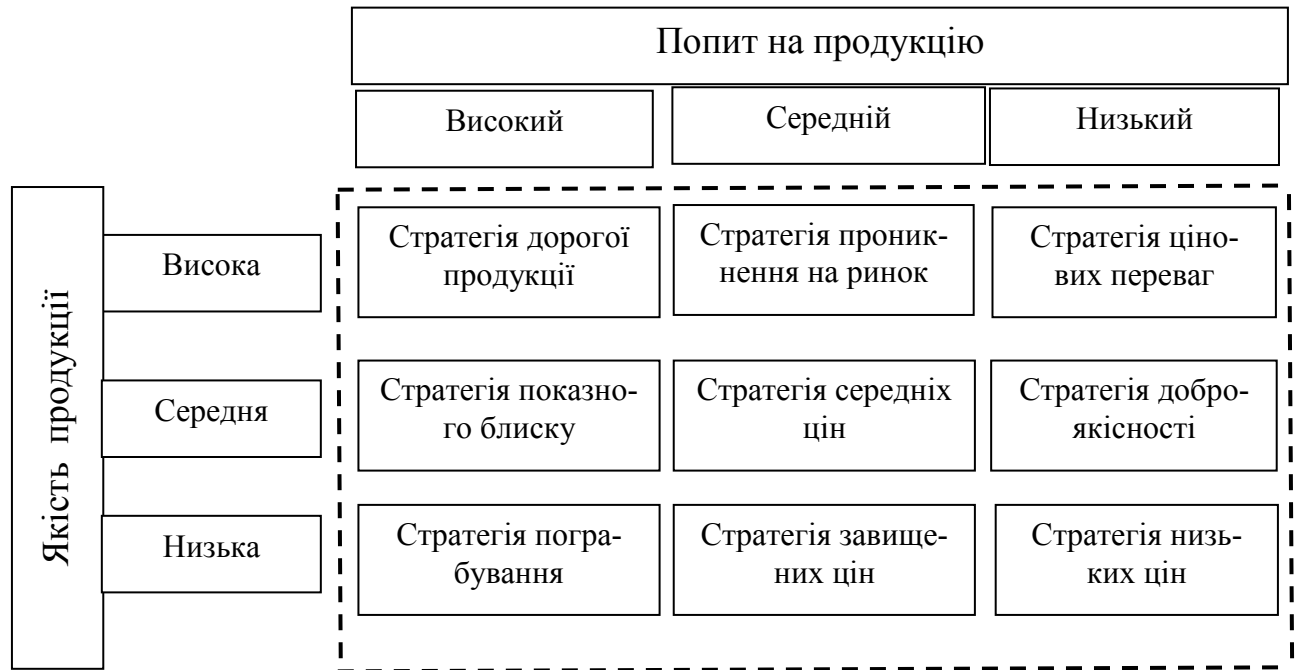 Попит на продукцію
Високий
Середній
Низький
Якість продукції
Висока
Стратегія дорогої
продукції
Стратегія проник-
нення на ринок
Стратегія ціно-
вих переваг
Середня
Стратегія показно-
го блиску
Стратегія середніх
цін
Стратегія добро-
якісності
Низька
Стратегія погра-
бування
Стратегія завище-
них цін
Стратегія низь-
ких цін